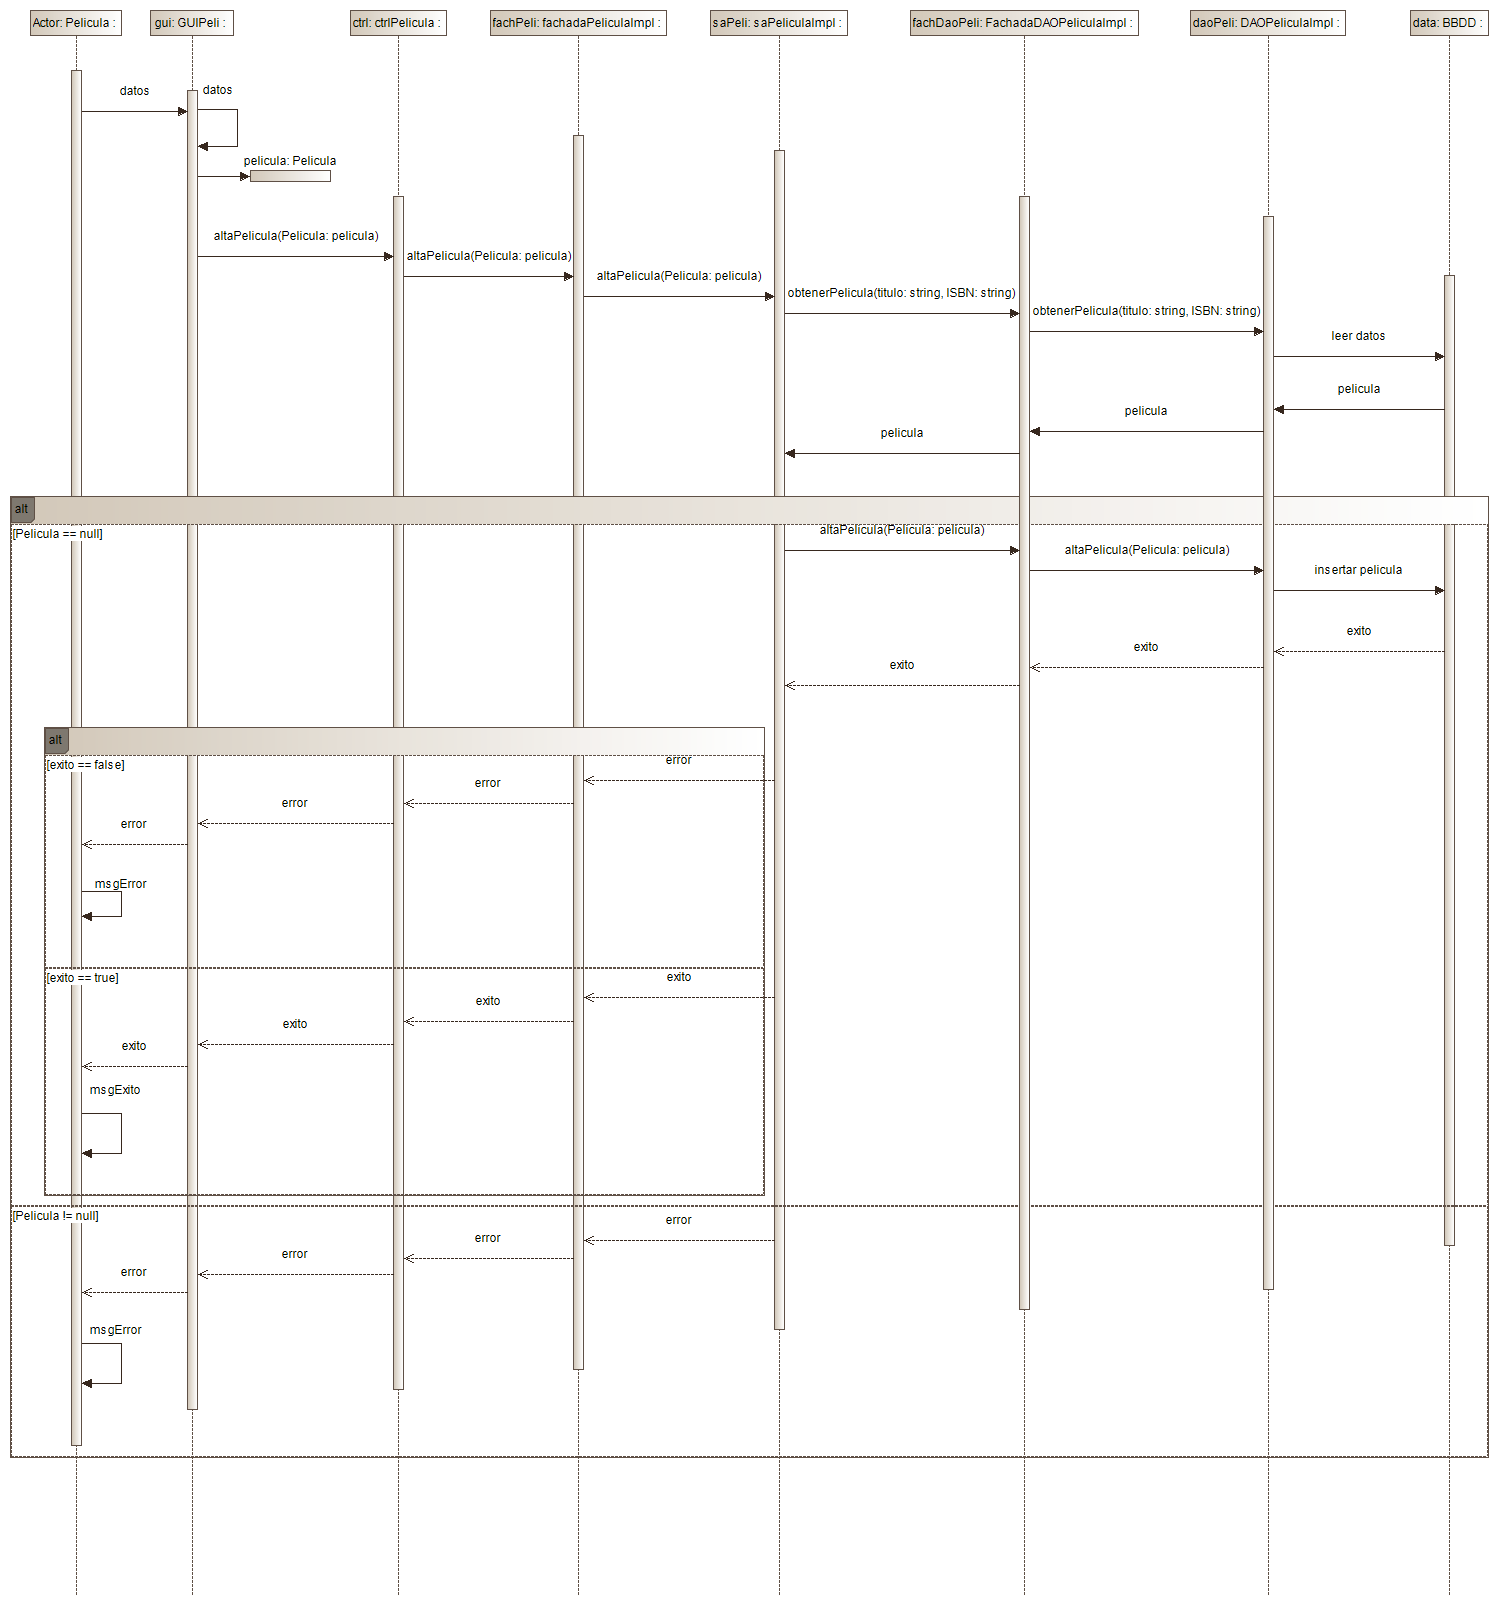 Actor: Pelicula :
gui: GUIPeli :
ctrl: ctrlPelicula :
fachPeli: fachadaPeliculaImpl :
saPeli: saPeliculaImpl :
fachDaoPeli: FachadaDAOPeliculaImpl :
daoPeli: DAOPeliculaImpl :
data: BBDD :
datos
datos
pelicula: Pelicula
altaPelicula(Pelicula: pelicula)
altaPelicula(Pelicula: pelicula)
altaPelicula(Pelicula: pelicula)
obtenerPelicula(titulo: string, ISBN: string)
obtenerPelicula(titulo: string, ISBN: string)
leer datos
pelicula
pelicula
pelicula
alt
[Pelicula == null]
altaPelicula(Pelicula: pelicula)
altaPelicula(Pelicula: pelicula)
insertar pelicula
exito
exito
exito
alt
[exito == false]
error
error
error
error
msgError
[exito == true]
exito
exito
exito
exito
msgExito
[Pelicula != null]
error
error
error
error
msgError